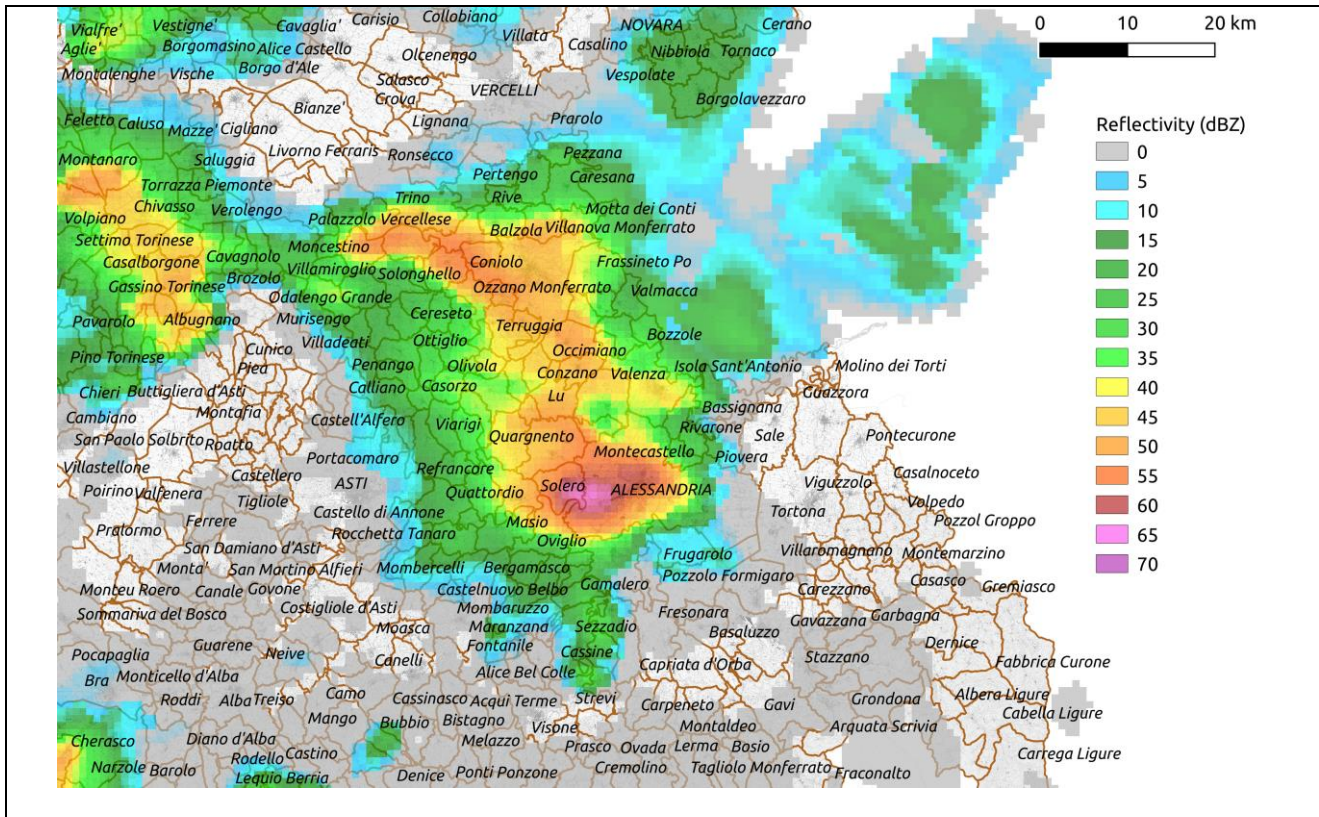 Vialfre' Vestigne' Cavaglia' Carisio Collobiano Villata NOVARA Cerano
Aglie' Borgomasino Alice Castello Olcenengo Casalino Nibbiola Tornaco
Montalenghe Vische Borgo d'Ale Salasco Vespolate
Bianze' Crova VERCELLI Borgolavezzaro
Feletto Caluso Mazze' Cigliano Lignana Prarolo
Montanaro Saluggia Livorno Ferraris Ronsecco Pezzana
Torrazza Piemonte Pertengo Caresana
Volpiano Chivasso Verolengo Trino Rive
Palazzolo Vercellese Motta dei Conti
Settimo Torinese Moncestino Balzola Villanova Monferrato
Casalborgone Cavagnolo Villamiroglio Solonghello Coniolo Frassineto Po
Gassino Torinese Brozolo Odalengo Grande Ozzano Monferrato Valmacca
Pavarolo Albugnano Murisengo Cereseto Terruggia Bozzole
Pino Torinese Cunico Villadeati Ottiglio Occimiano
Piea Penango Olivola Conzano Valenza Isola Sant'Antonio Molino dei Torti
Chieri Buttigliera d'Asti Calliano Casorzo Lu Guazzora
Cambiano Montafia Castell'Alfero Viarigi Bassignana
San Paolo Solbrito Roatto Quargnento Rivarone Sale Pontecurone
Villastellone Portacomaro Refrancore Montecastello Piovera Casalnoceto
Poirino Valfenera Castellero ASTI Quattordio Solero ALESSANDRIA Viguzzolo
Tigliole Volpedo
Pralormo Ferrere Castello di Annone Masio Tortona Pozzol Groppo
San Damiano d'Asti Rocchetta Tanaro Oviglio
Monta' San Martino Alfieri Mombercelli Bergamasco Frugarolo Villaromagnano Montemarzino
Monteu Roero Canale Govone Castelnuovo Belbo Gamalero Pozzolo Formigaro Carezzano Casasco Gremiasco
Sommariva del Bosco Costigliole d'Asti Mombaruzzo Fresonara Gavazzana Garbagna
Guarene Moasca Maranzana Sezzadio Basaluzzo
Pocapaglia Neive Canelli Fontanile Cassine Stazzano Dernice
Bra Monticello d'Alba Alice Bel Colle Capriata d'Orba Fabbrica Curone
Roddi Alba Treiso Camo Cassinasco Acqui Terme Strevi Carpeneto Gavi Grondona Albera Ligure
Mango Bubbio Bistagno Visone Montaldeo Arquata Scrivia Cabella Ligure
Cherasco Diano d'Alba Melazzo
Rodello Castino Prasco Ovada Lerma Bosio Carrega Ligure
Narzole Barolo Lequio Berria Denice Ponti Ponzone Cremolino Tagliolo Monferrato Fraconalto
0 10 20 km
Reflectivity (dBZ)
0
5
10
15
20
25
30
35
40
45
50
55
60
65
70